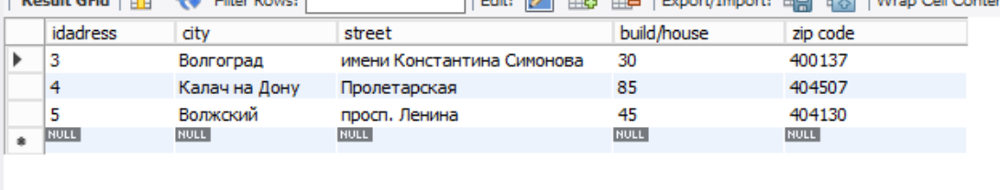 Result Grid Filter Rows: Edit: Export/Import: Wrap Cell Conten
idadress city street build/house zip code
3 Волгоград имени Константина Симонова 30 400137
4 Калач на Дону Пролетарская 85 404507
5 Волжский просп. Ленина 45 404130
NULL NULL NULL NULL NULL